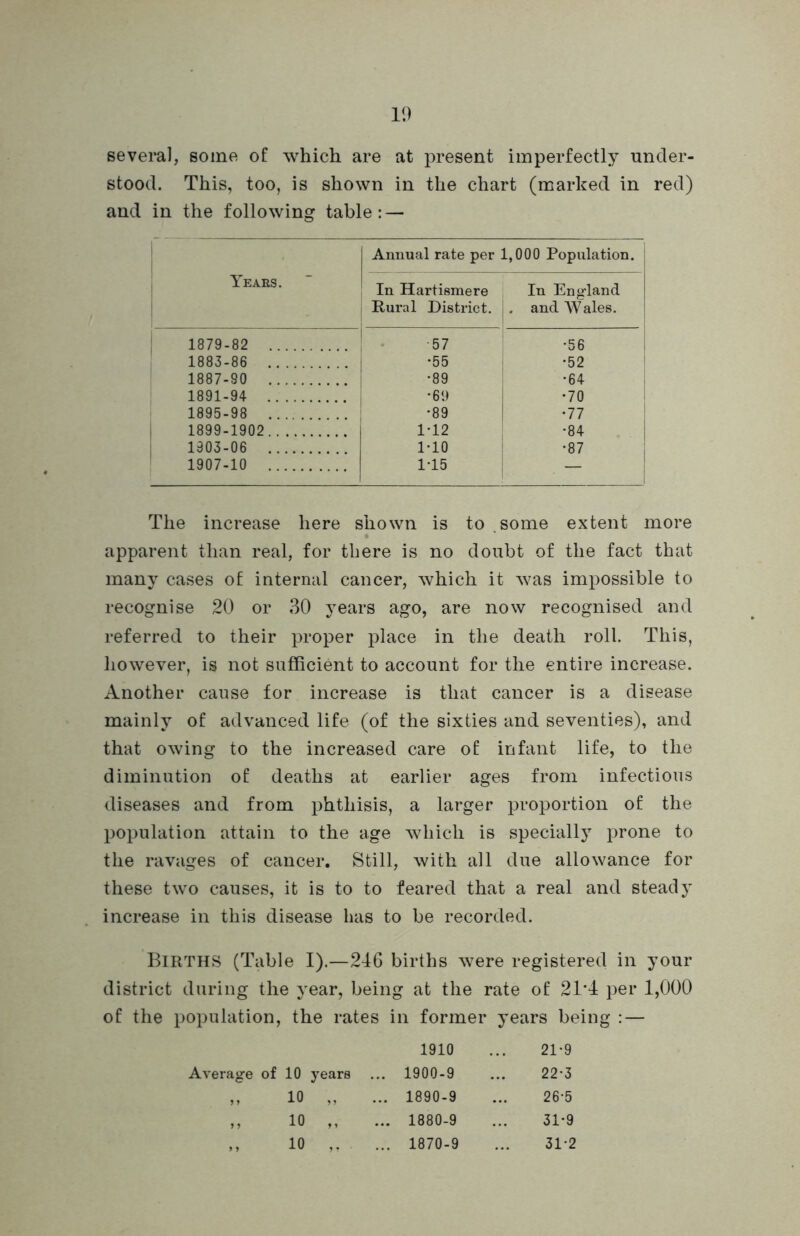 19
several, some of which are at present imperfectly under-
stood. This, too, is shown in the chart (marked in red)
and in the following table:—
Years.
Annual rate per 1,000 Population.
In Hartismere Rural District.
In England and Wales.
1879-82 .......... ·57 ·56
1883-86 .......... ·55 ·52
1887-90 .......... ·89 ·64
1891-94 .......... ·69 ·70
1895-98 .......... ·89 ·77
1899-1902.......... 1·12 ·84
1903-06 .......... 1·10 ·87
1907-10 .......... 1·15 —
The increase here shown is to some extent more
apparent than real, for there is no doubt of the fact that
many cases of internal cancer, which it was impossible to
recognise 20 or 30 years ago, are now recognised and
referred to their proper place in the death roll. This,
however, is not sufficient to account for the entire increase.
Another cause for increase is that cancer is a disease
mainly of advanced life (of the sixties and seventies), and
that owing to the increased care of infant life, to the
diminution of deaths at earlier ages from infectious
diseases and from phthisis, a larger proportion of the
population attain to the age which is specially prone to
the ravages of cancer. Still, with all due allowance for
these two causes, it is to to feared that a real and steady
increase in this disease has to be recorded.
BIRTHS (Table I).—246 births were registered in your
district during the year, being at the rate of 21·4 per 1,000
of the population, the rates in former years being :—
1910 ... 21·9
Average of 10 years ... 1900-9 ... 22·3
,, 10 ,, ... 1890-9 ... 26·5
,, 10 ,, ... 1880-9 ... 31·9
,, 10 ,, ... 1870-9 ... 31·2